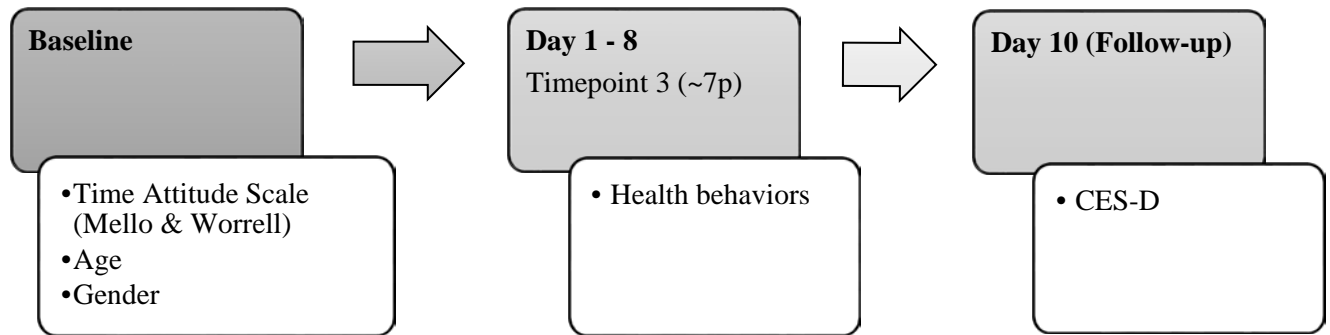 Baseline
•Time Attitude Scale
(Mello & Worrell)
•Age
•Gender
Day 1 - 8
Timepoint 3 (~7p)
• Health behaviors
Day 10 (Follow-up)
• CES-D